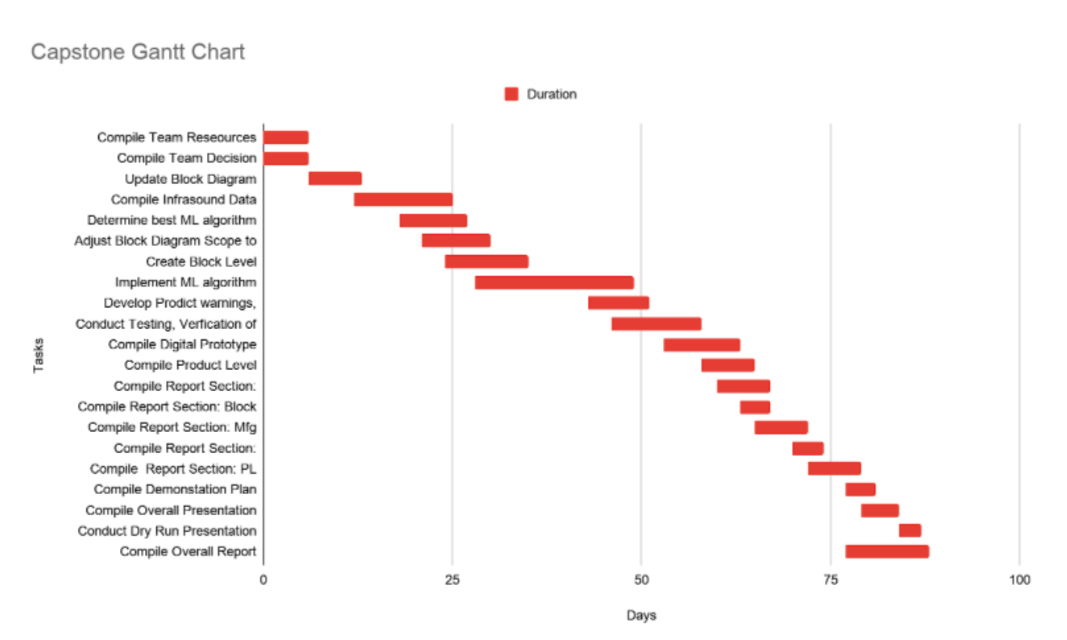 Capstone Gantt Chart
Duration
Tasks
Compile Team Reseources
Compile Team Decision
Update Block Diagram
Compile Infrasound Data
Determine best ML algorithm
Adjust Block Diagram Scope to
Create Block Level
Implement ML algorithm
Develop Prodict warnings,
Conduct Testing, Verfication of
Compile Digital Prototype
Compile Product Level
Compile Report Section:
Compile Report Section: Block
Compile Report Section: Mfg
Compile Report Section:
Compile Report Section: PL
Compile Demonstation Plan
Compile Overall Presentation
Conduct Dry Run Presentation
Compile Overall Report
0 25 50 75 100
Days